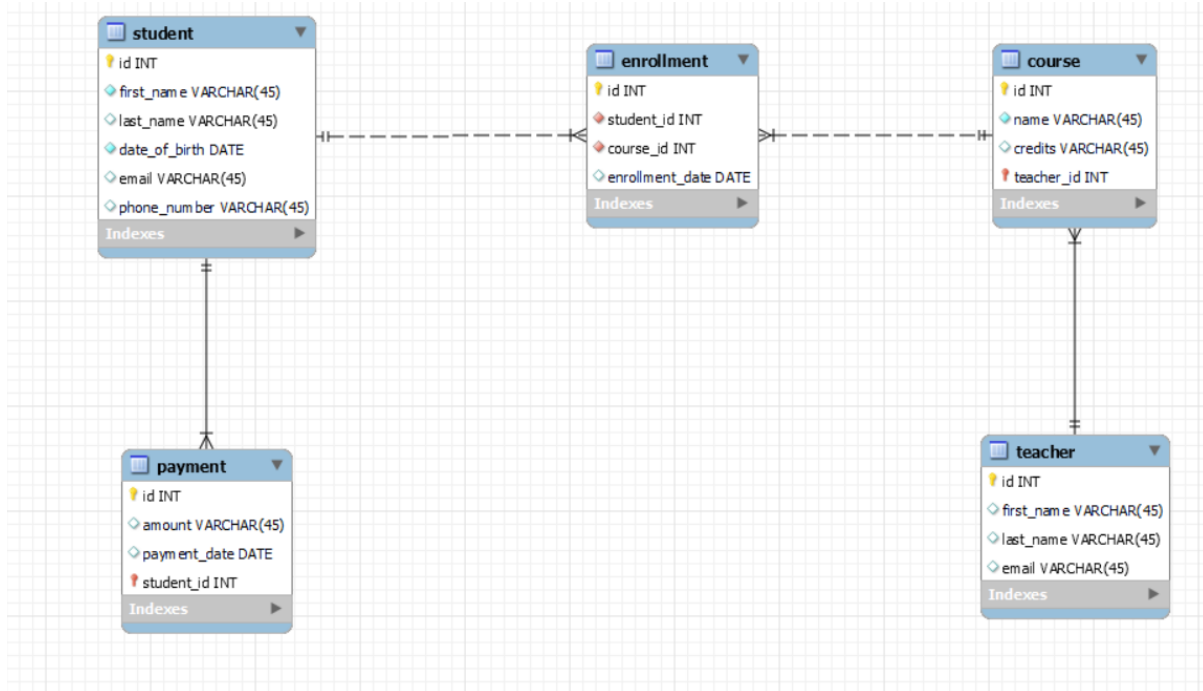 student
id INT
first_name VARCHAR(45)
last_name VARCHAR(45)
date_of_birth DATE
email VARCHAR(45)
phone_number VARCHAR(45)
Indexes
enrollment
id INT
student_id INT
course_id INT
enrollment_date DATE
Indexes
course
id INT
name VARCHAR(45)
credits VARCHAR(45)
teacher_id INT
Indexes
payment
id INT
amount VARCHAR(45)
payment_date DATE
student_id INT
Indexes
teacher
id INT
first_name VARCHAR(45)
last_name VARCHAR(45)
email VARCHAR(45)
Indexes